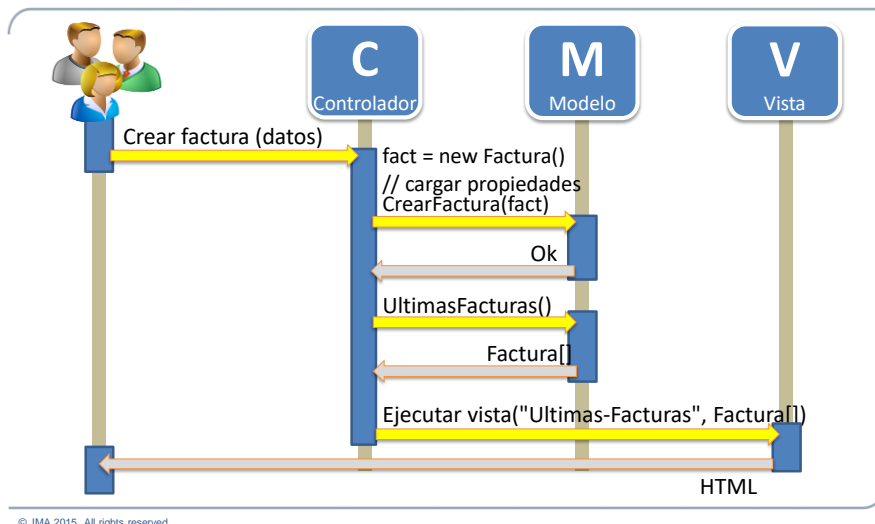 C
Controlador
M
Modelo
V
Vista
Crear factura (datos)
fact = new Factura()
// cargar propiedades
CrearFactura(fact)
Ok
UltimasFacturas()
Factura[]
Ejecutar vista("Ultimas-Facturas", Factura[])
HTML
© JMA 2015. All rights reserved